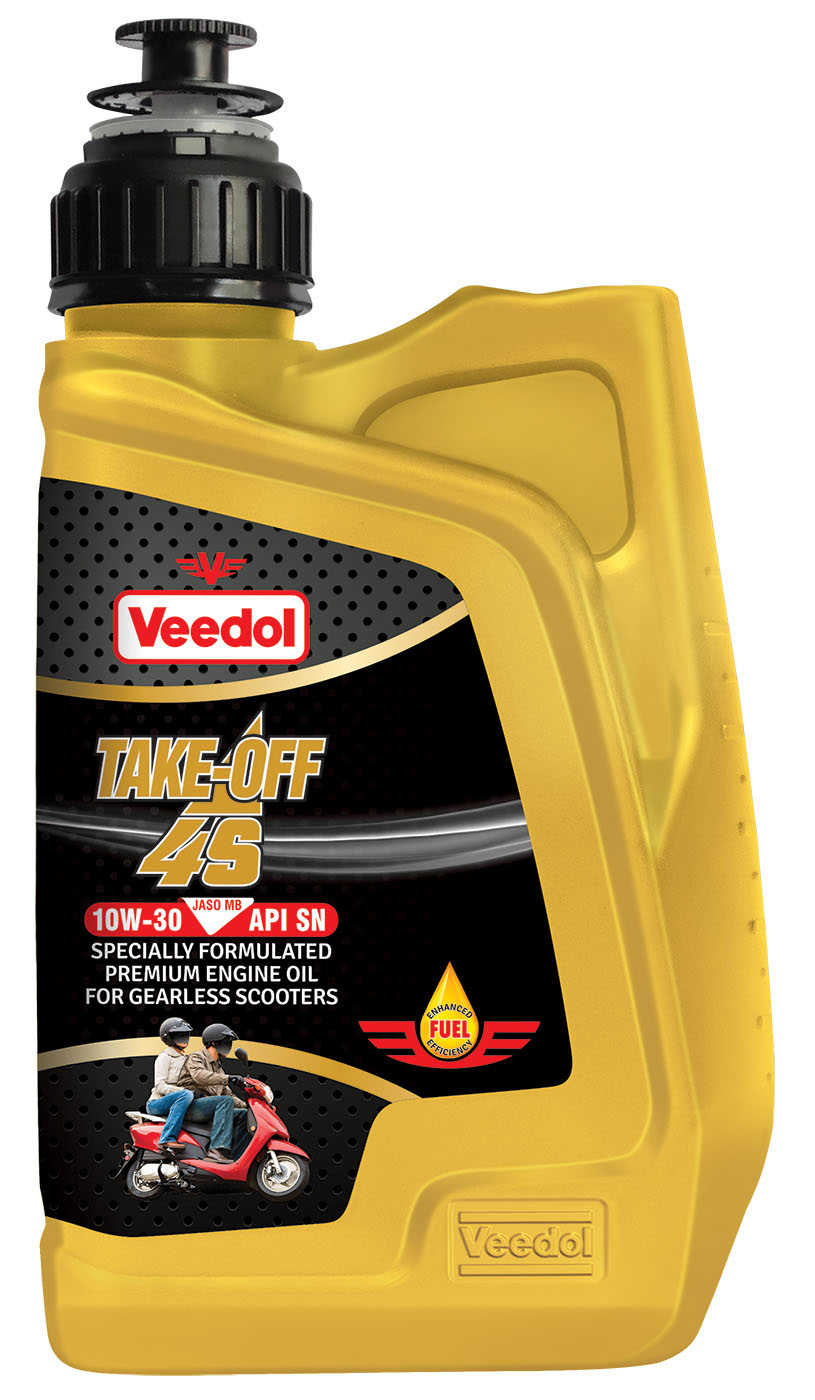 V
Veedol
TAKE-OFF
4S
JASO MB
10W-30 API SN
SPECIALLY FORMULATED
PREMIUM ENGINE OIL
FOR GEARLESS SCOOTERS
ENHANCED
FUEL
EFFICIENCY
Veedol